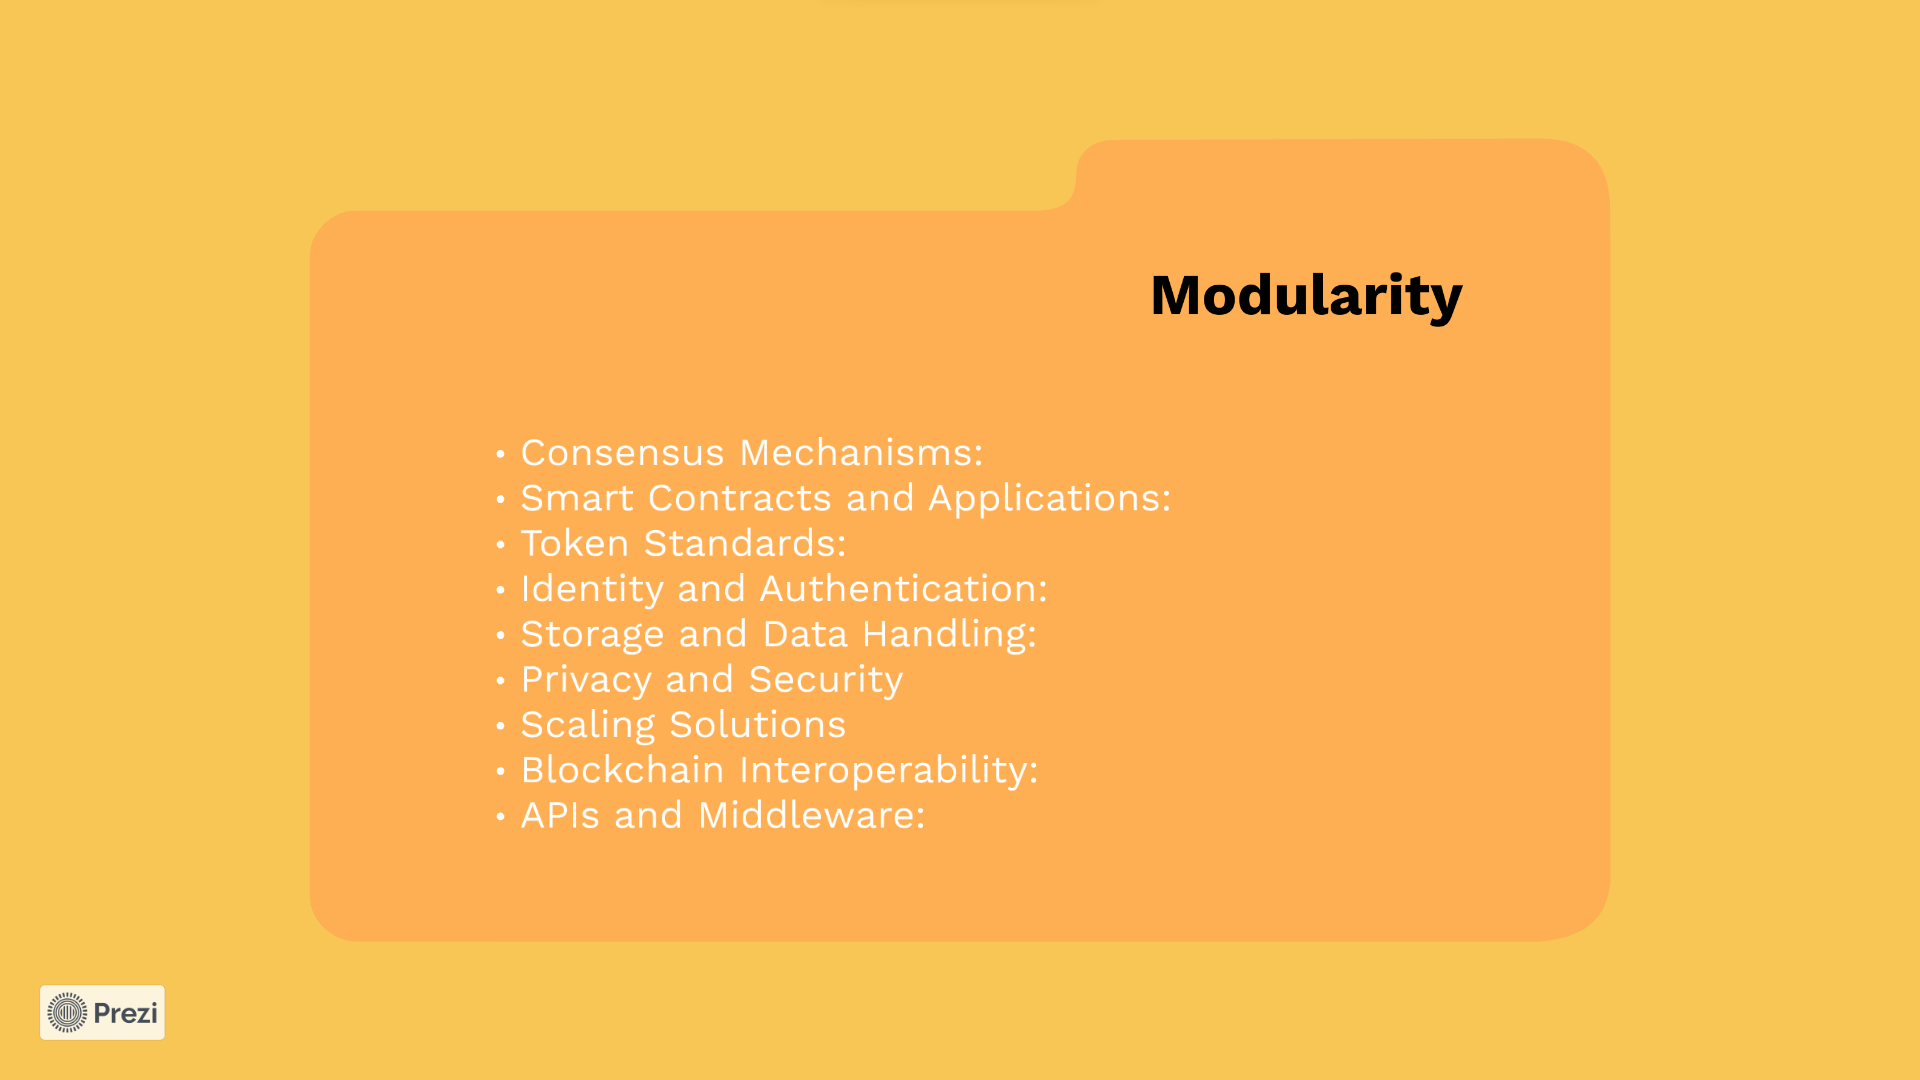 Modularity
• Consensus Mechanisms:
• Smart Contracts and Applications:
• Token Standards:
• Identity and Authentication:
• Storage and Data Handling:
• Privacy and Security
• Scaling Solutions
• Blockchain Interoperability:
• APIs and Middleware:
Prezi